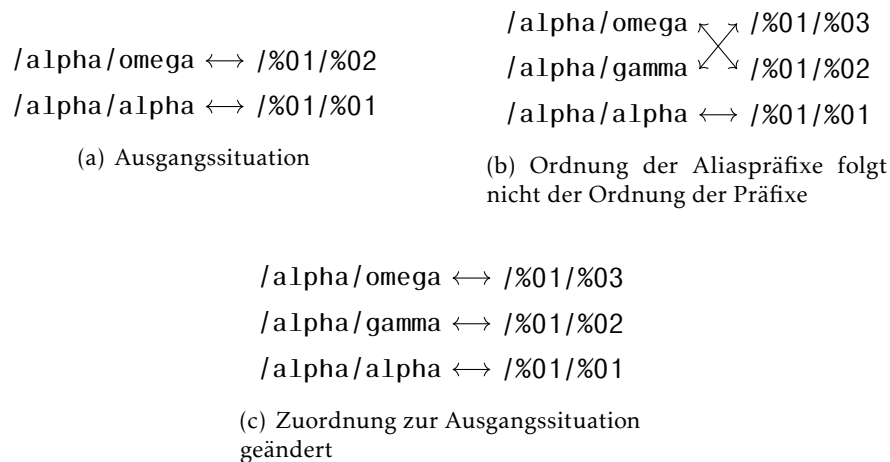 /alpha/omega ⟷ /%01/%02
/alpha/alpha ⟷ /%01/%01
(a) Ausgangssituation
/alpha/omega /%01/%03
/alpha/gamma /%01/%02
/alpha/alpha ⟷ /%01/%01
(b) Ordnung der Aliaspräfixe folgt
nicht der Ordnung der Präfixe
/alpha/omega ⟷ /%01/%03
/alpha/gamma ⟷ /%01/%02
/alpha/alpha ⟷ /%01/%01
(c) Zuordnung zur Ausgangssituation
geändert